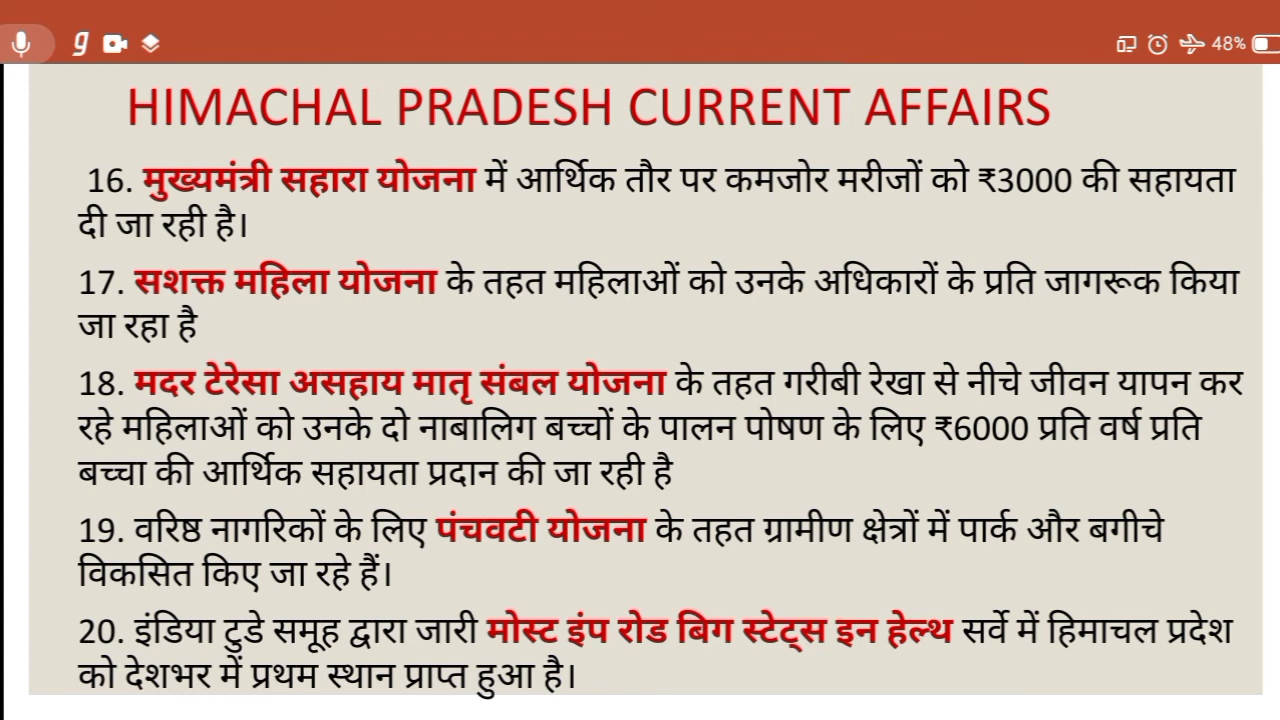 48%
HIMACHAL PRADESH CURRENT AFFAIRS
16. मुख्यमंत्री सहारा योजना में आर्थिक तौर पर कमजोर मरीजों को ₹3000 की सहायता
दी जा रही है।
17. सशक्त महिला योजना के तहत महिलाओं को उनके अधिकारों के प्रति जागरूक किया
जा रहा है
18. मदर टेरेसा असहाय मातृ संबल योजना के तहत गरीबी रेखा से नीचे जीवन यापन कर
रहे महिलाओं को उनके दो नाबालिग बच्चों के पालन पोषण के लिए ₹6000 प्रति वर्ष प्रति
बच्चा की आर्थिक सहायता प्रदान की जा रही है
19. वरिष्ठ नागरिकों के लिए पंचवटी योजना के तहत ग्रामीण क्षेत्रों में पार्क और बगीचे
विकसित किए जा रहे हैं।
20. इंडिया टुडे समूह द्वारा जारी मोस्ट इंप रोड बिग स्टेट्स इन हेल्थ सर्वे में हिमाचल प्रदेश
को देशभर में प्रथम स्थान प्राप्त हुआ है।